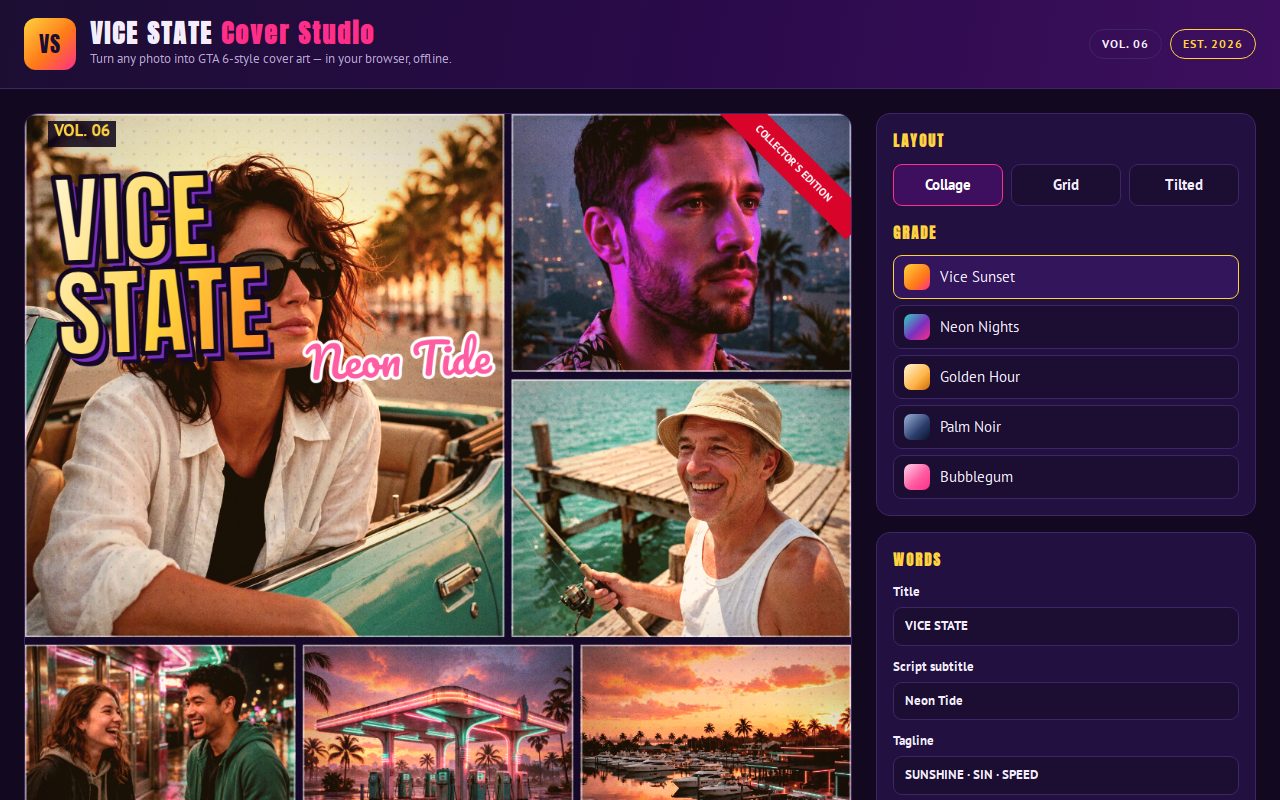 VS
VICE STATE Cover Studio
Turn any photo into GTA 6-style cover art — in your browser, offline.
VOL. 06
EST. 2026
VOL. 06
VICE
STATE
Neon Tide
COLLECTOR'S EDITION
LAYOUT
Collage
Grid
Tilted
GRADE
Vice Sunset
Neon Nights
Golden Hour
Palm Noir
Bubblegum
WORDS
Title
VICE STATE
Script subtitle
Neon Tide
Tagline
SUNSHINE · SIN · SPEED